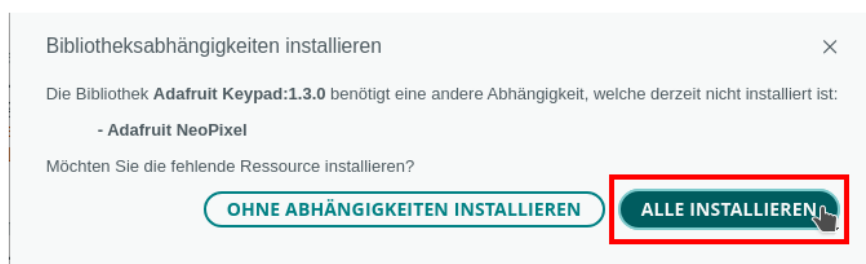 Bibliotheksabhängigkeiten installieren
Die Bibliothek Adafruit Keypad:1.3.0 benötigt eine andere Abhängigkeit, welche derzeit nicht installiert ist:
- Adafruit NeoPixel
Möchten Sie die fehlende Ressource installieren?
OHNE ABHÄNGIGKEITEN INSTALLIEREN
ALLE INSTALLIEREN